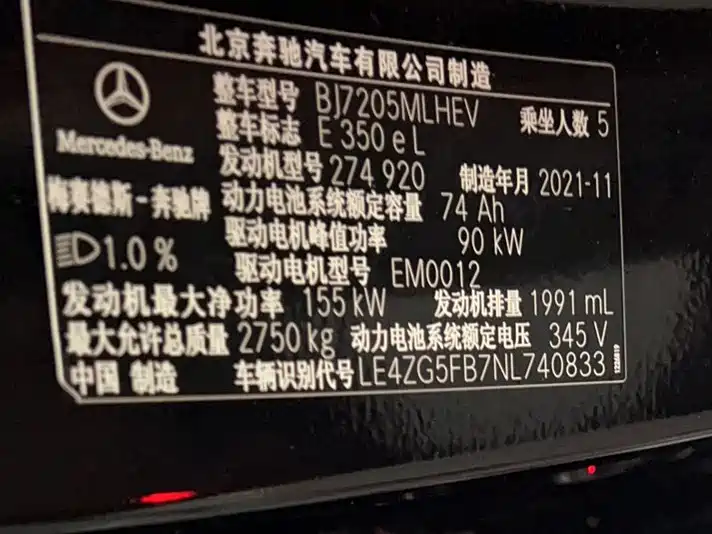 北京奔驰汽车有限公司制造
整车型号 BJ7205MLHEV 乘坐人数 5
整车标志 E 350 e L
Mercedes-Benz
发动机型号 274 920 制造年月 2021-11
梅赛德斯－奔驰牌 动力电池系统额定容量 74 Ah
驱动电机峰值功率 90 kW
1.0 % 驱动电机型号 EM0012
发动机最大净功率 155 kW 发动机排量 1991 mL
最大允许总质量 2750 kg 动力电池系统额定电压 345 V
中国 制造 车辆识别代号 LE4ZG5FB7NL740833